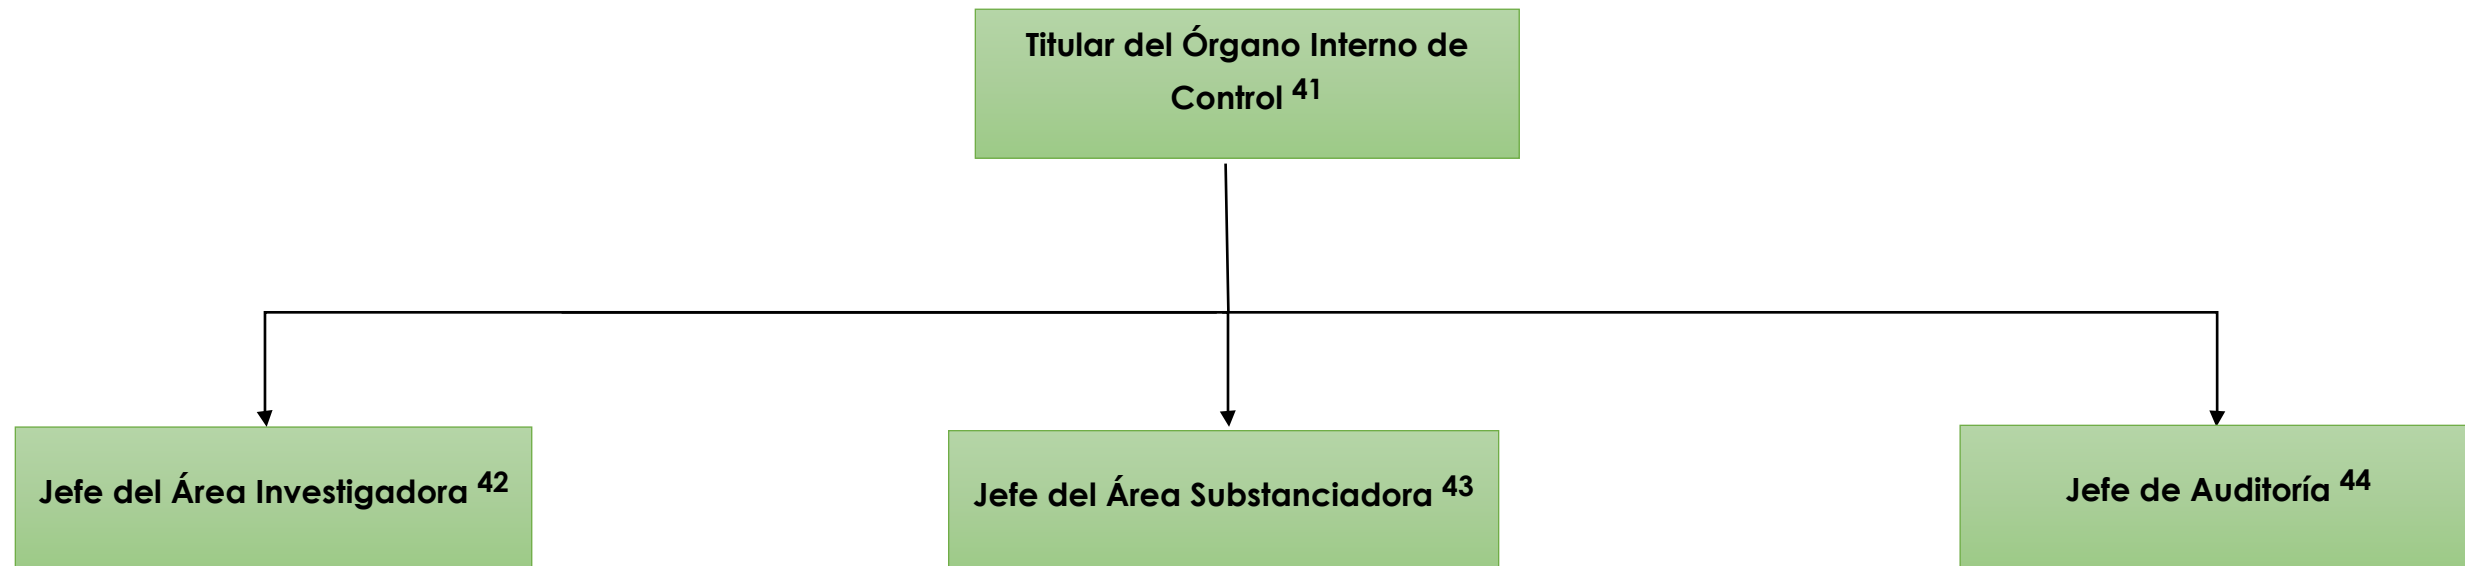 Titular del Órgano Interno de
Control 41
Jefe del Área Investigadora 42
Jefe del Área Substanciadora 43
Jefe de Auditoría 44